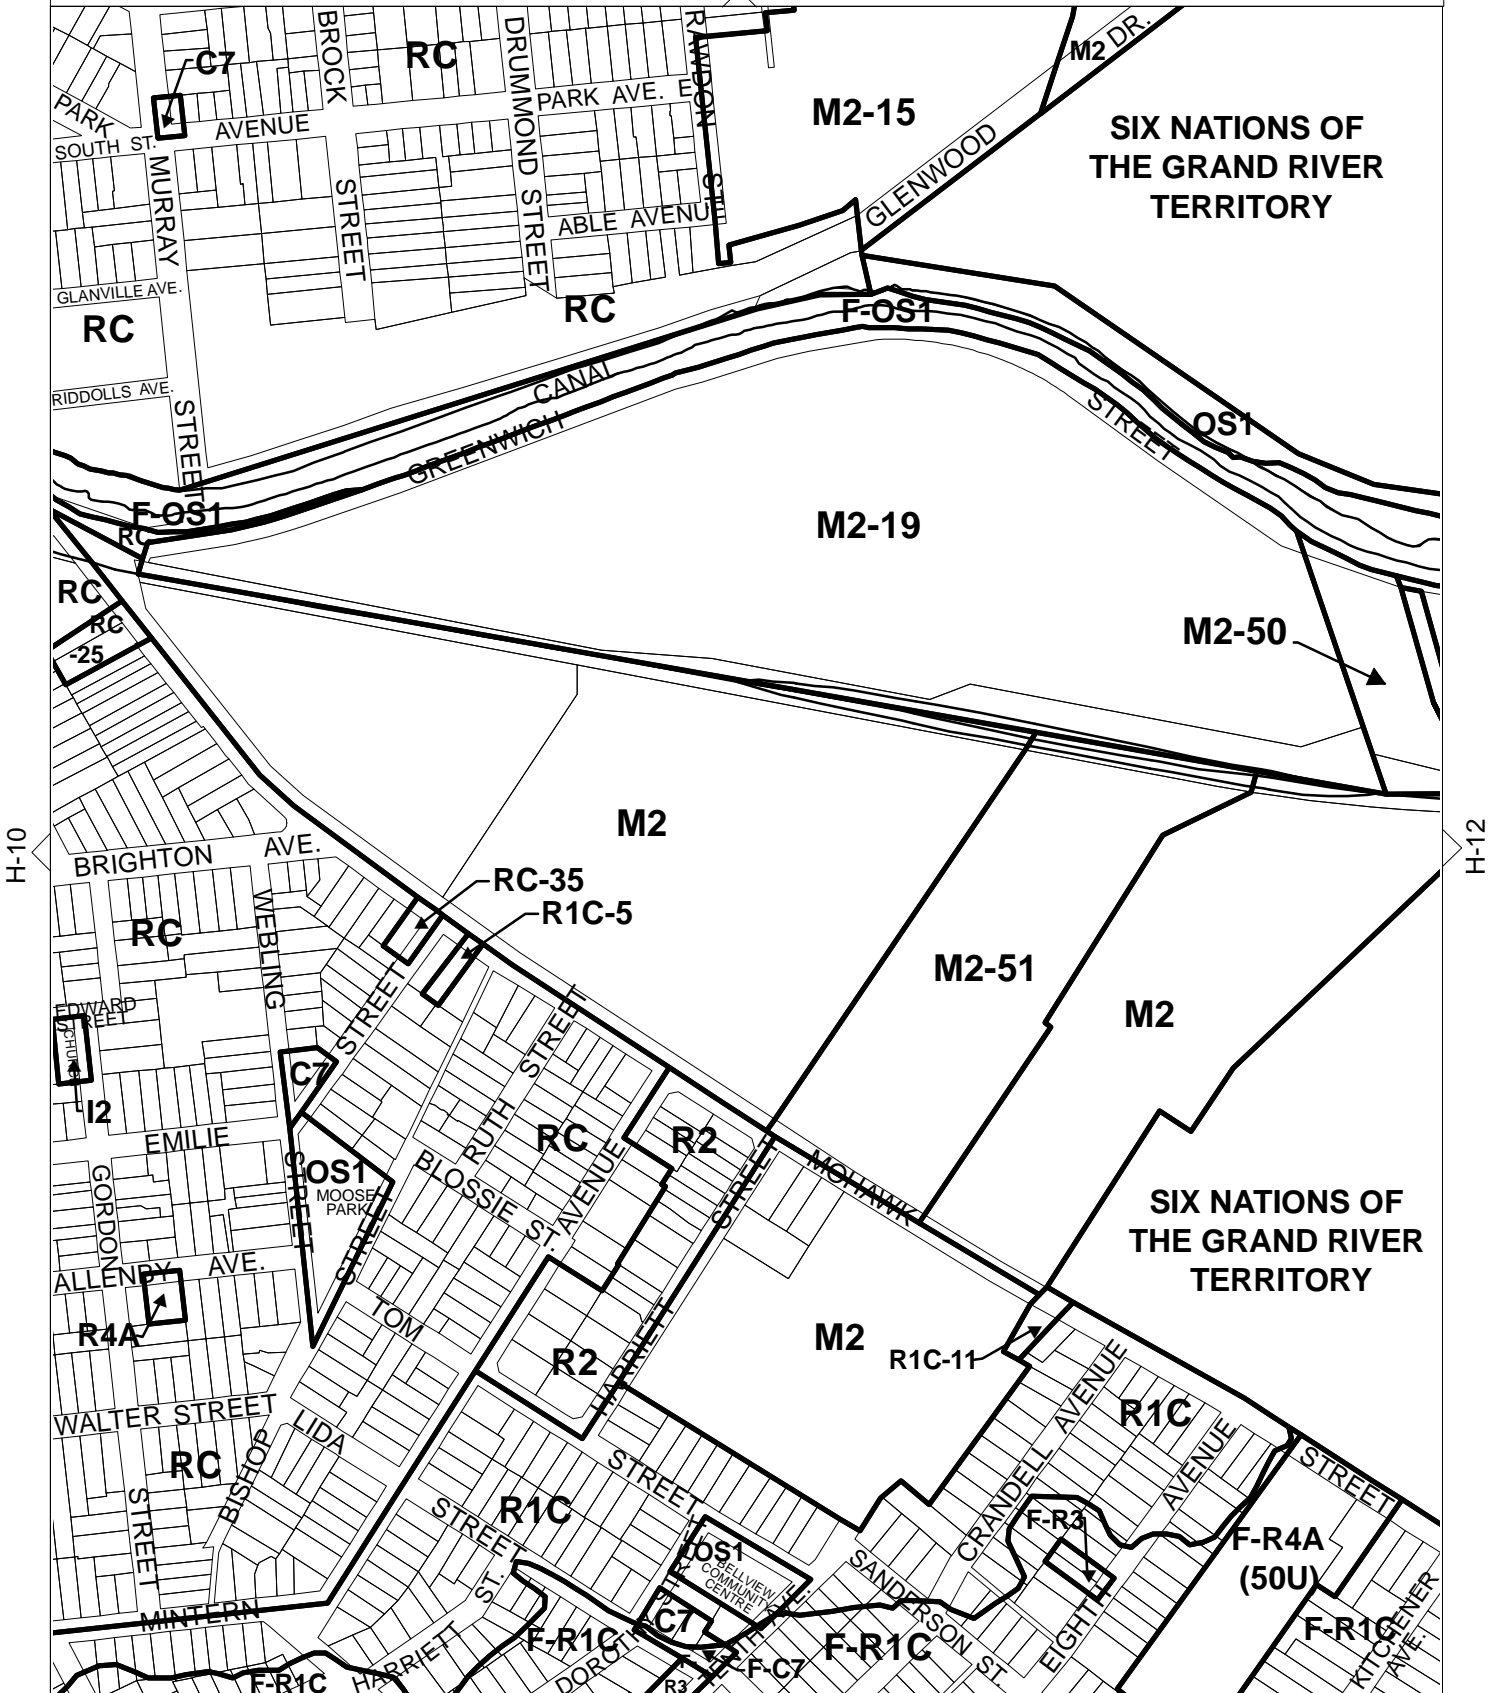 BROCK
STREET
RC
DRUMMOND STREET
RAWDON ST.
M2 DR.
C7
PARK
AVENUE
PARK AVE. E
SOUTH ST.
M2-15
SIX NATIONS OF
THE GRAND RIVER
TERRITORY
GLENWOOD
MURRAY
STREET
ABLE AVENU
GLANVILLE AVE.
RC
RC
F-OS1
RIDDOLLS AVE.
CANAL
GREENWICH
STREET
OS1
F-OS1
RC
M2-19
RC
RC
-25
M2-50
H-10
H-12
M2
BRIGHTON AVE.
RC-35
R1C-5
WEBLING
STREET
RC
M2-51
M2
EDWARD
STREET
CHURCH
I2
C7
STREET
RUTH STREET
RC
R2
EMILIE
OS1
MOOSE
PARK
BLOSSIE ST.
AVENUE
STREET
MOHAWK
GORDON
SIX NATIONS OF
THE GRAND RIVER
TERRITORY
ALLENBY AVE.
STREET
R4A
TOM
HARRIETT
R2
M2
R1C-11
CRANDELL AVENUE
R1C
WALTER STREET
LIDA
BISHOP
RC
STREET
STREET
STREET
R1C
AVENUE
STREET
F-R3
F-R4A
(50U)
OS1
BELLVIEW
COMMUNITY
CENTRE
STREET
SANDERSON ST.
EIGHTH
MINTERN
HARRIETT
ST.
C7
F-R1C
DOROTHY
AVE.
F-R1C
F-R1C
KITCHENER
AVE.
F-R1C
F-C7
R3